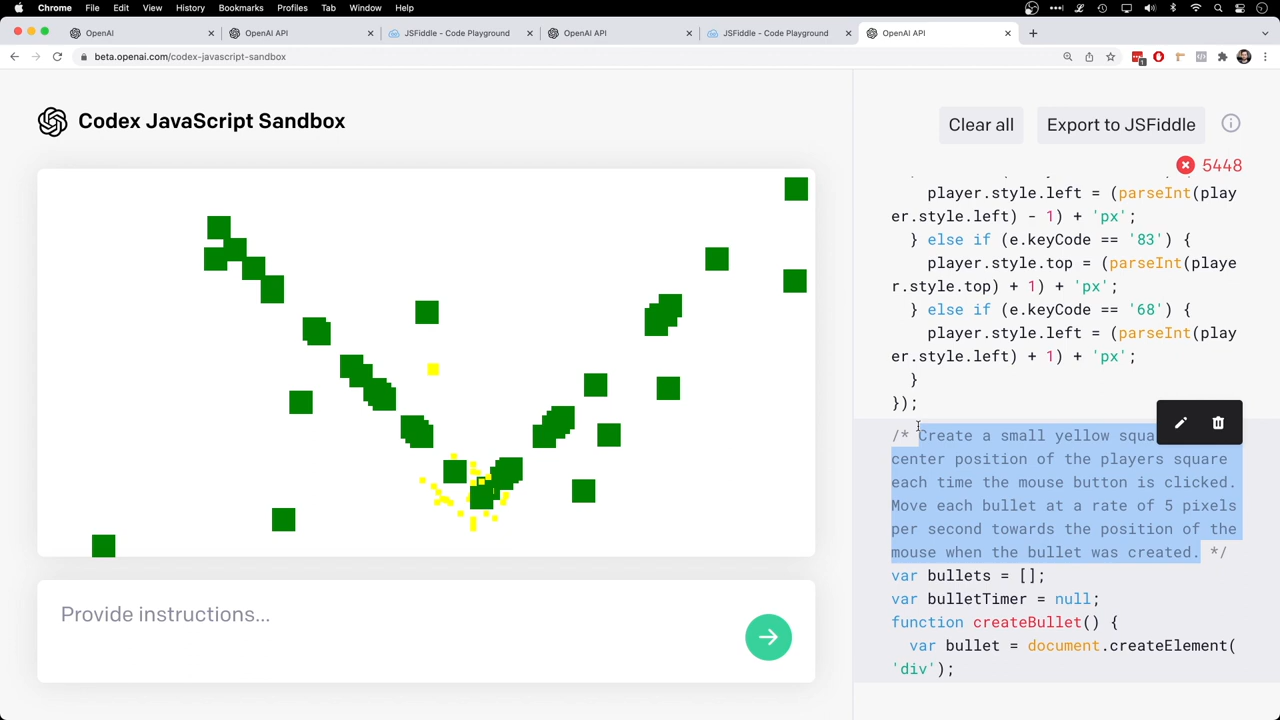 Chrome File Edit View History Bookmarks Profiles Tab Window Help
OpenAI OpenAI API JSFiddle - Code Playground OpenAI API JSFiddle - Code Playground OpenAI API
beta.openai.com/codex-javascript-sandbox
Codex JavaScript Sandbox
Clear all Export to JSFiddle
5448
player.style.left = (parseInt(play
er.style.left) - 1) + 'px';
} else if (e.keyCode == '83') {
player.style.top = (parseInt(playe
r.style.top) + 1) + 'px';
} else if (e.keyCode == '68') {
player.style.left = (parseInt(play
er.style.left) + 1) + 'px';
}
});
/* Create a small yellow squa
center position of the players square
each time the mouse button is clicked.
Move each bullet at a rate of 5 pixels
per second towards the position of the
mouse when the bullet was created. */
var bullets = [];
var bulletTimer = null;
function createBullet() {
var bullet = document.createElement(
'div');
Provide instructions...